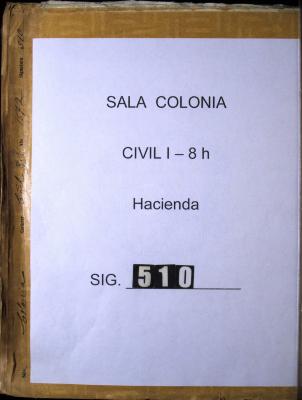 SALA COLONIA
CIVIL I – 8 h
Hacienda
SIG. 510